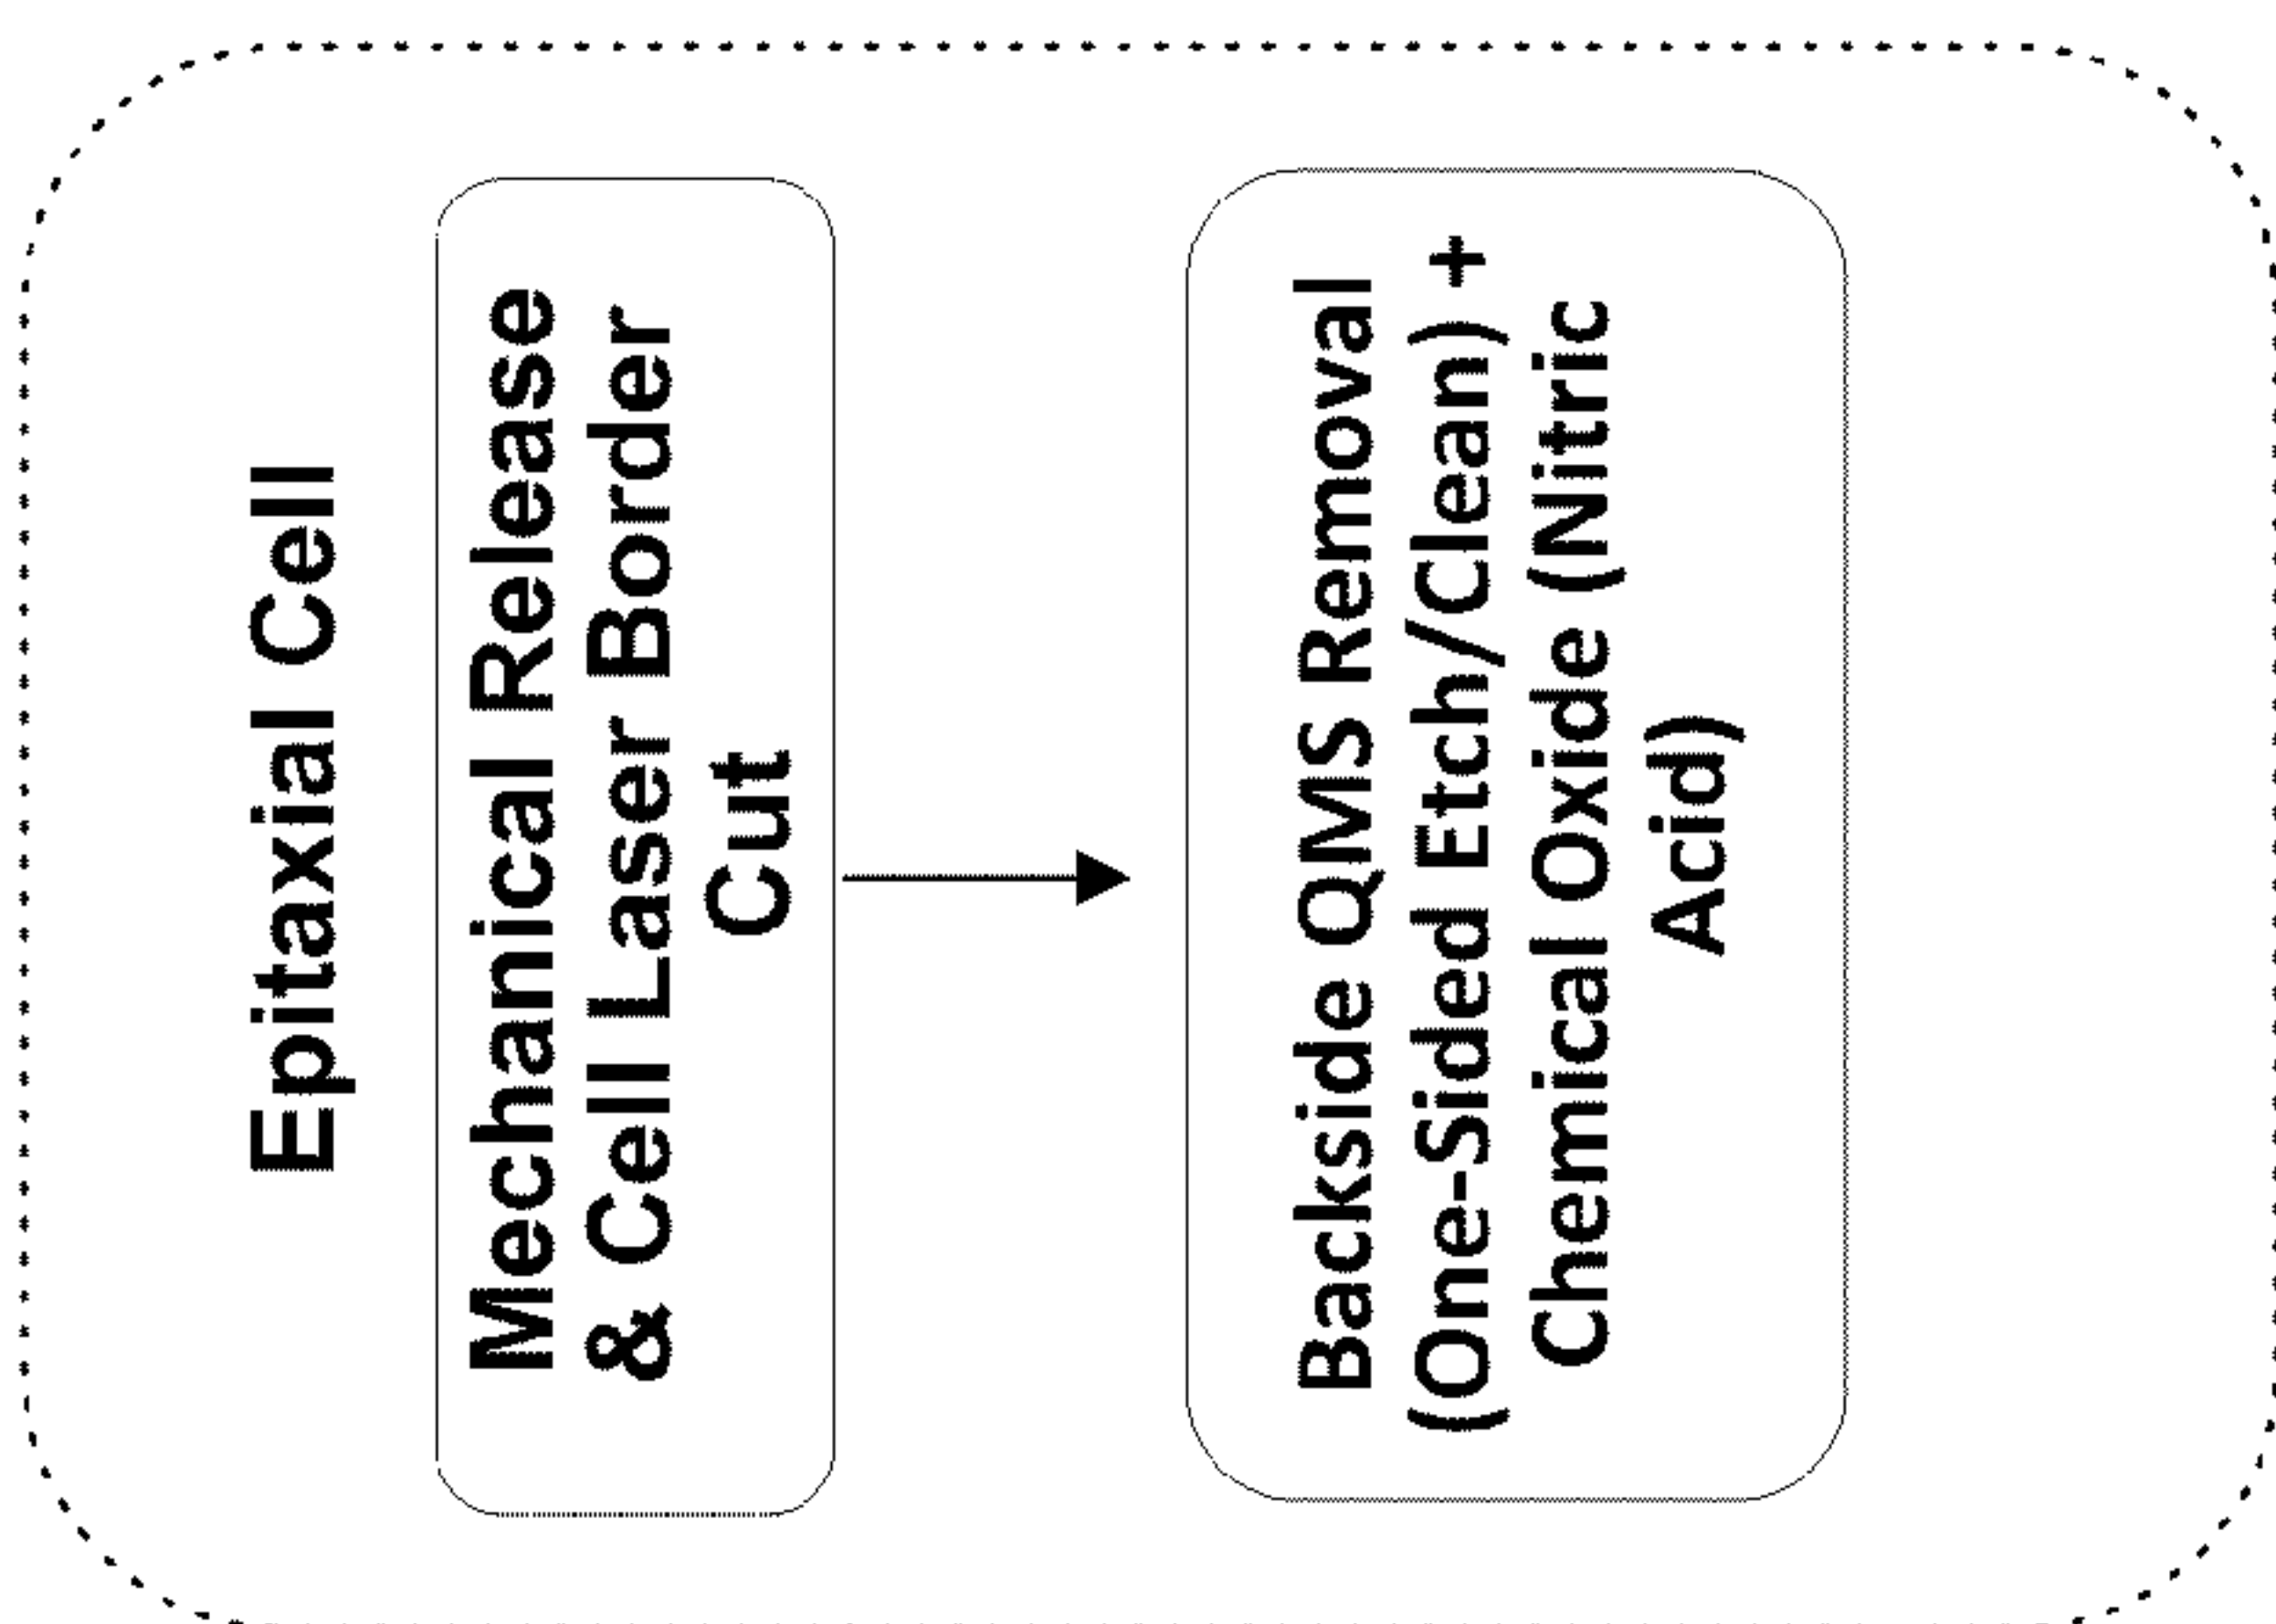 Epitaxial Cell
Mechanical Release
& Cell Laser Border
Cut
Backside QMS Removal
(One-Sided Etch/Clean) +
Chemical Oxide (Nitric
Acid)